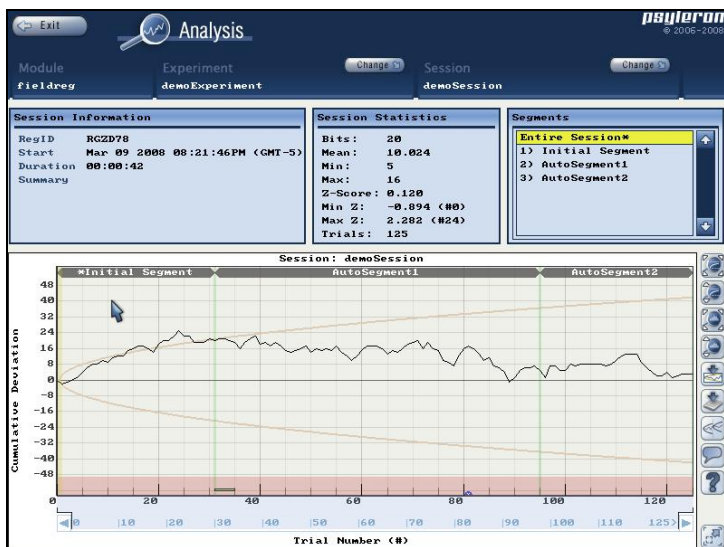 Exit
Analysis
psyleron
© 2006-2008
Module
Experiment
Change
Session
Change
fieldreg
demoExperiment
demoSession
Session Information
RegID RGZD78
Start Mar 09 2008 08:21:46PM (GMT-5)
Duration 00:00:42
Summary
Session Statistics
Bits: 20
Mean: 10.024
Min: 5
Max: 16
Z-Score: 0.120
Min Z: -0.894 (#0)
Max Z: 2.282 (#24)
Trials: 125
Segments
Entire Session*
1) Initial Segment
2) AutoSegment1
3) AutoSegment2
Session: demoSession
*Initial Segment AutoSegment1 AutoSegment2
Cumulative Deviation
48
40
32
24
16
8
0
-8
-16
-24
-32
-40
-48
0 20 40 60 80 100 120
0 |10 |20 |30 |40 |50 |60 |70 |80 |90 |100 |110 125>
Trial Number (#)
?